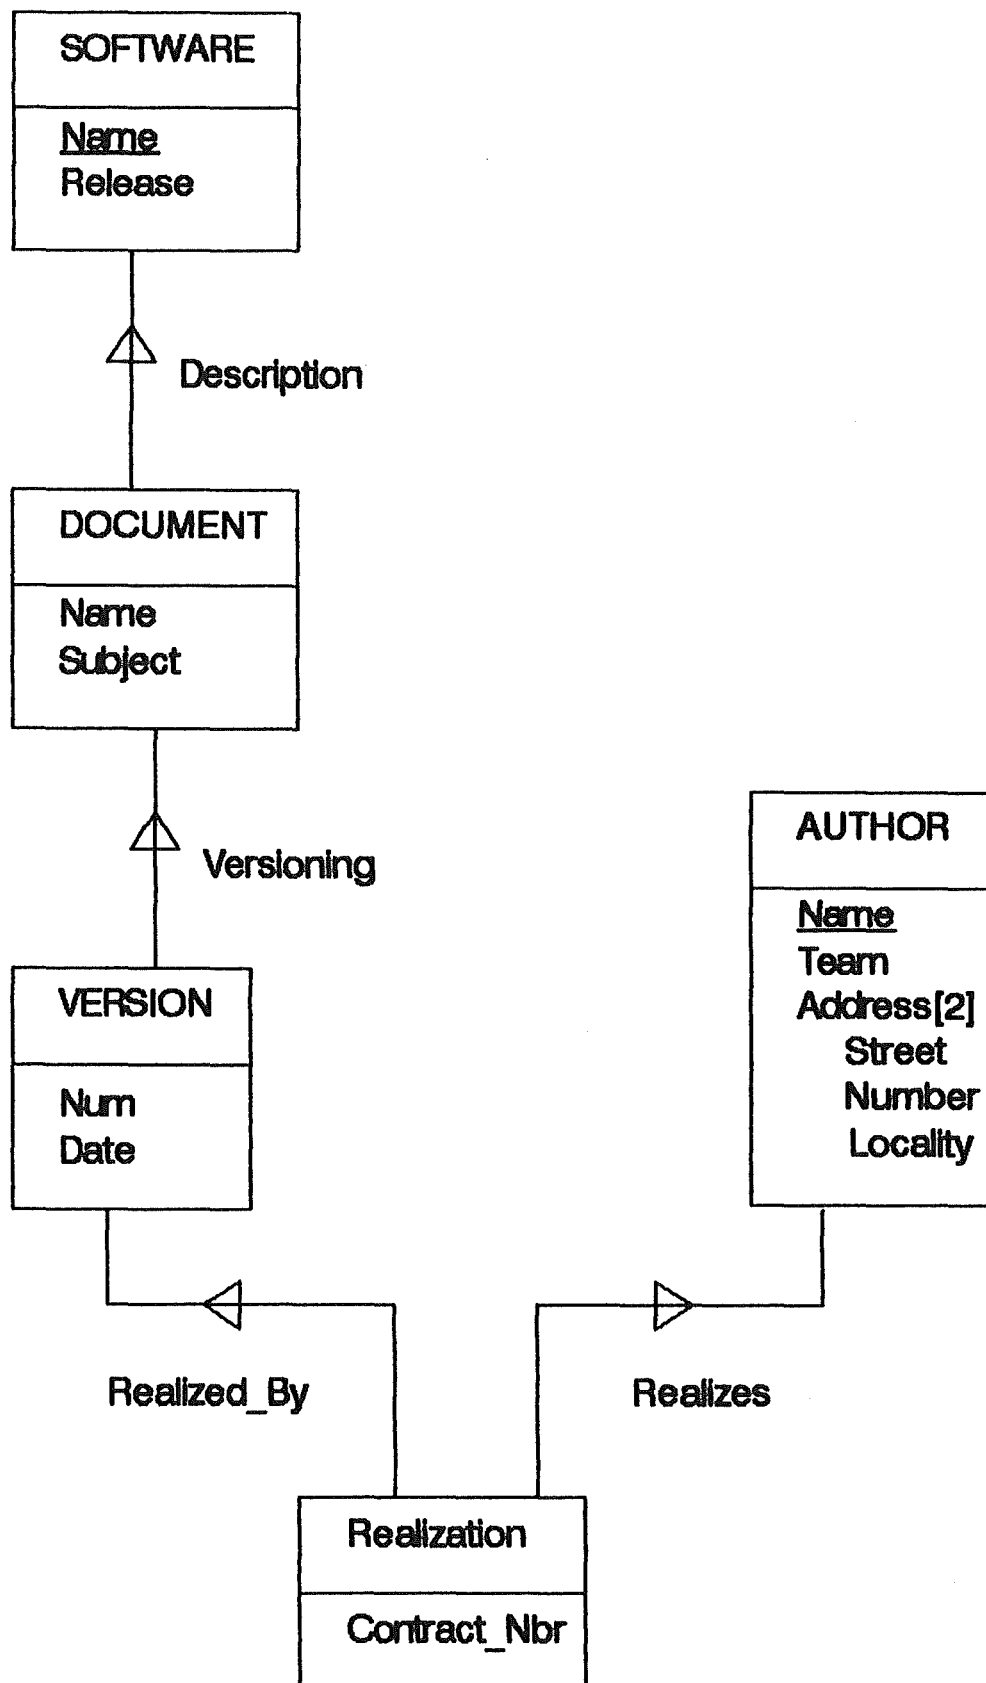 SOFTWARE
Name
Release
Description
DOCUMENT
Name
Subject
Versioning
VERSION
Num
Date
AUTHOR
Name
Team
Address[2]
Street
Number
Locality
Realized_By
Realizes
Realization
Contract_Nbr